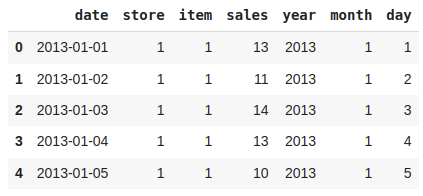 date store item sales year month day
0 2013-01-01 1 1 13 2013 1 1
1 2013-01-02 1 1 11 2013 1 2
2 2013-01-03 1 1 14 2013 1 3
3 2013-01-04 1 1 13 2013 1 4
4 2013-01-05 1 1 10 2013 1 5